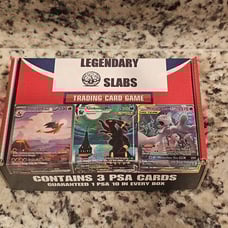 LEGENDARY
SLABS
TRADING CARD GAME
CONTAINS 3 PSA CARDS
GUARANTEED 1 PSA 10 IN EVERY BOX